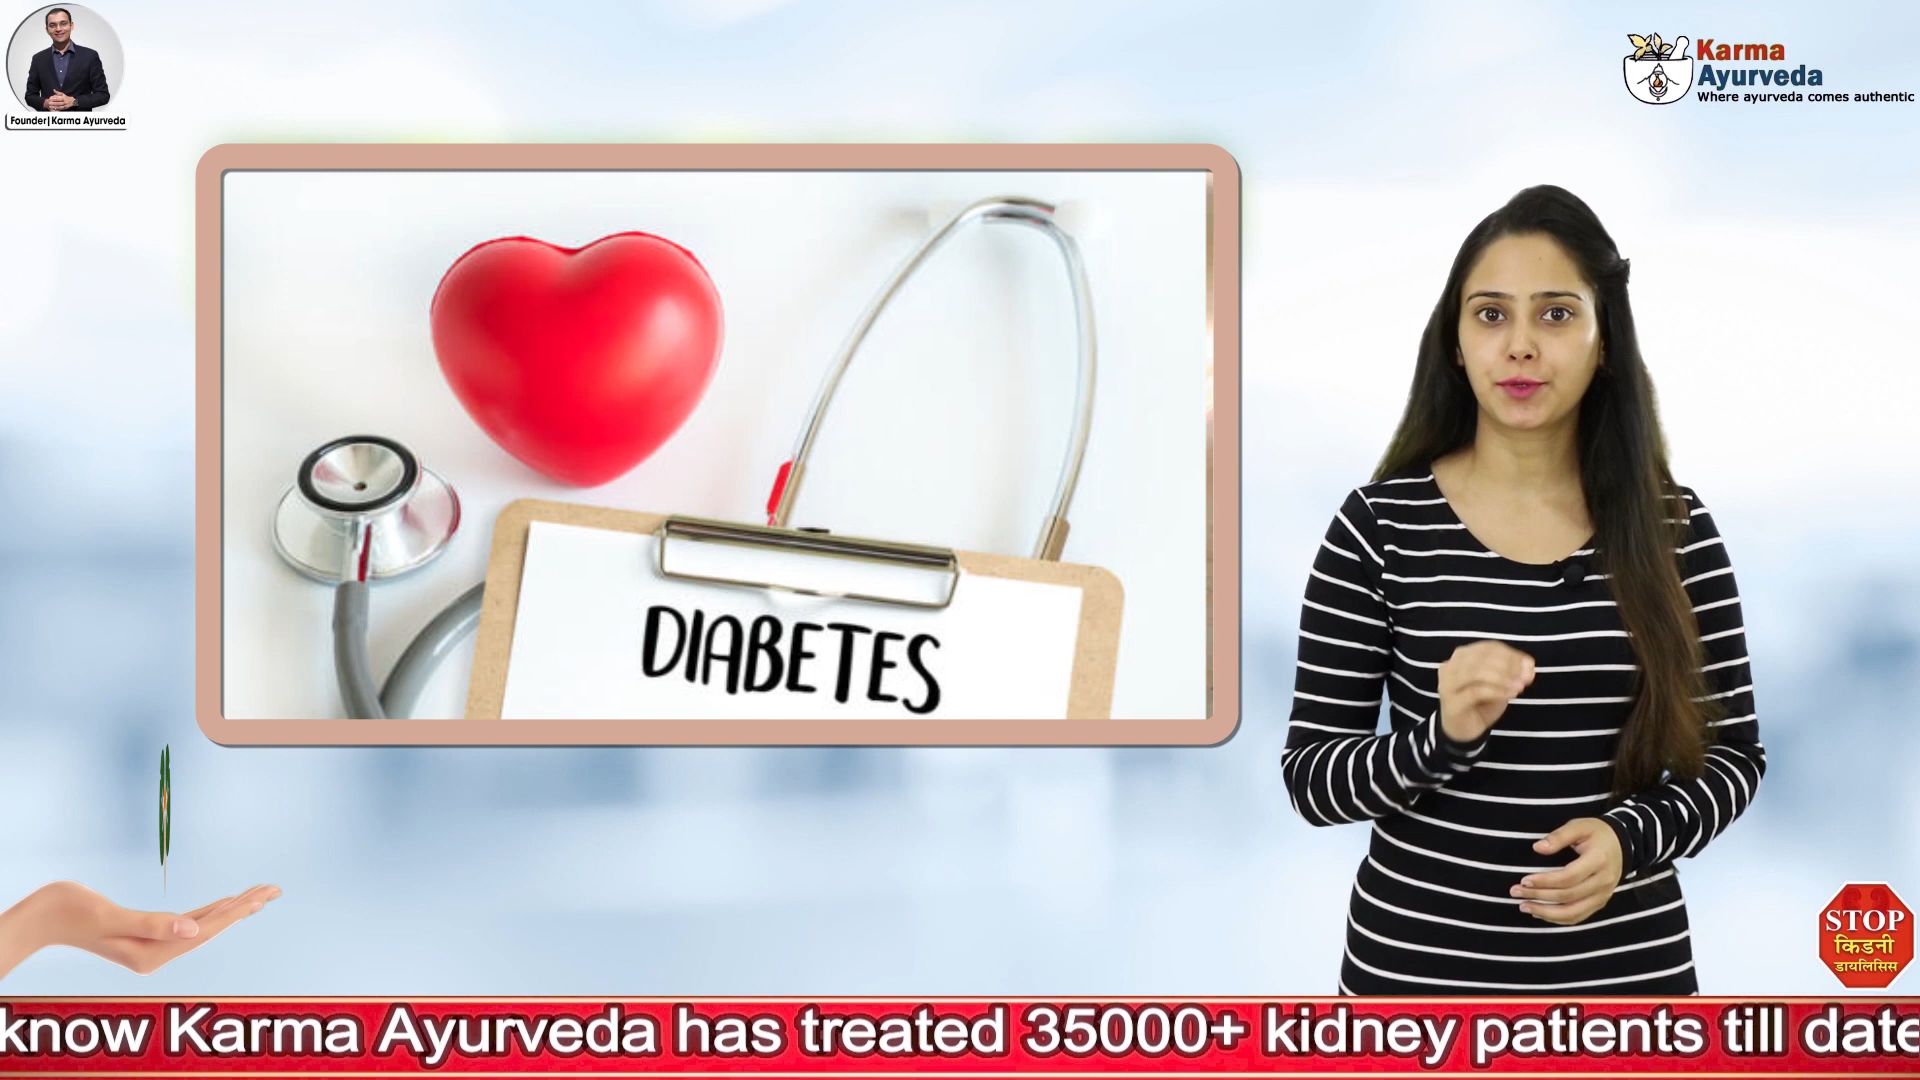 Founder|Karma Ayurveda
Karma
Ayurveda
Where ayurveda comes authentic
DIABETES
STOP
किडनी
डायलिसिस
know Karma Ayurveda has treated 35000+ kidney patients till date